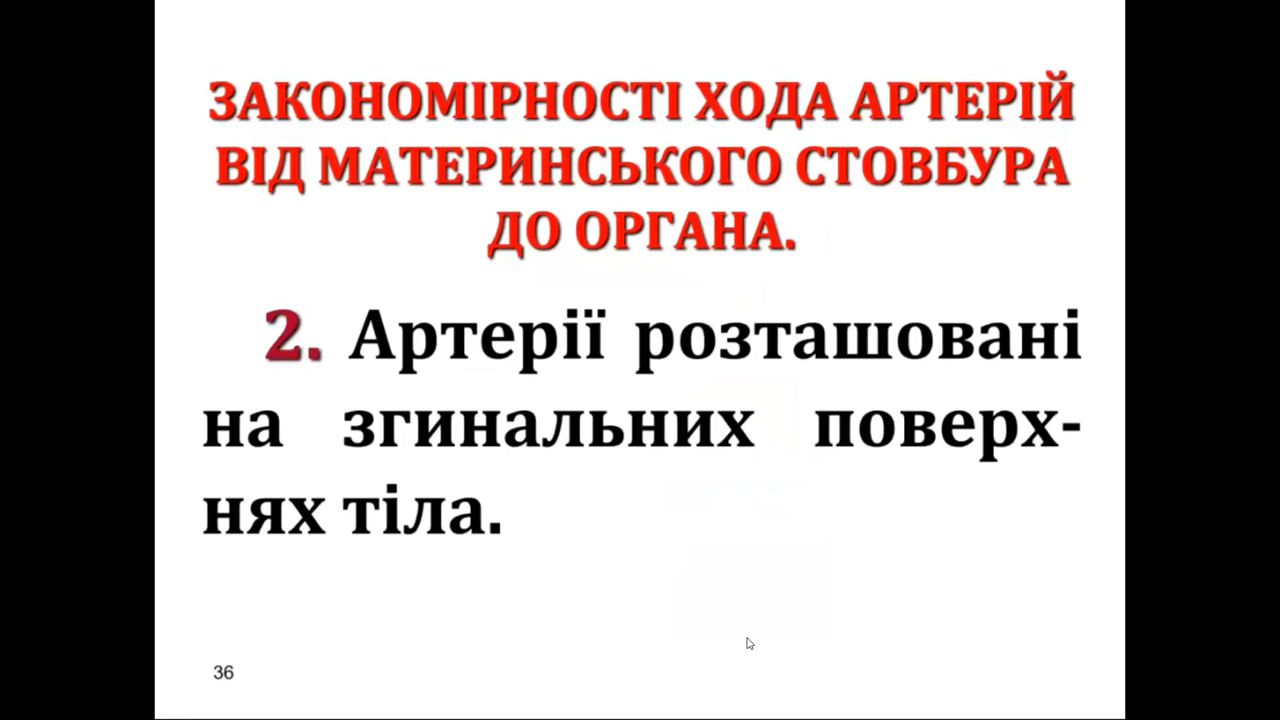 ЗАКОНОМІРНОСТІ ХОДА АРТЕРІЙ
ВІД МАТЕРИНСЬКОГО СТОВБУРА
ДО ОРГАНА.
2. Артерії розташовані
на згинальних поверх-
нях тіла.
36